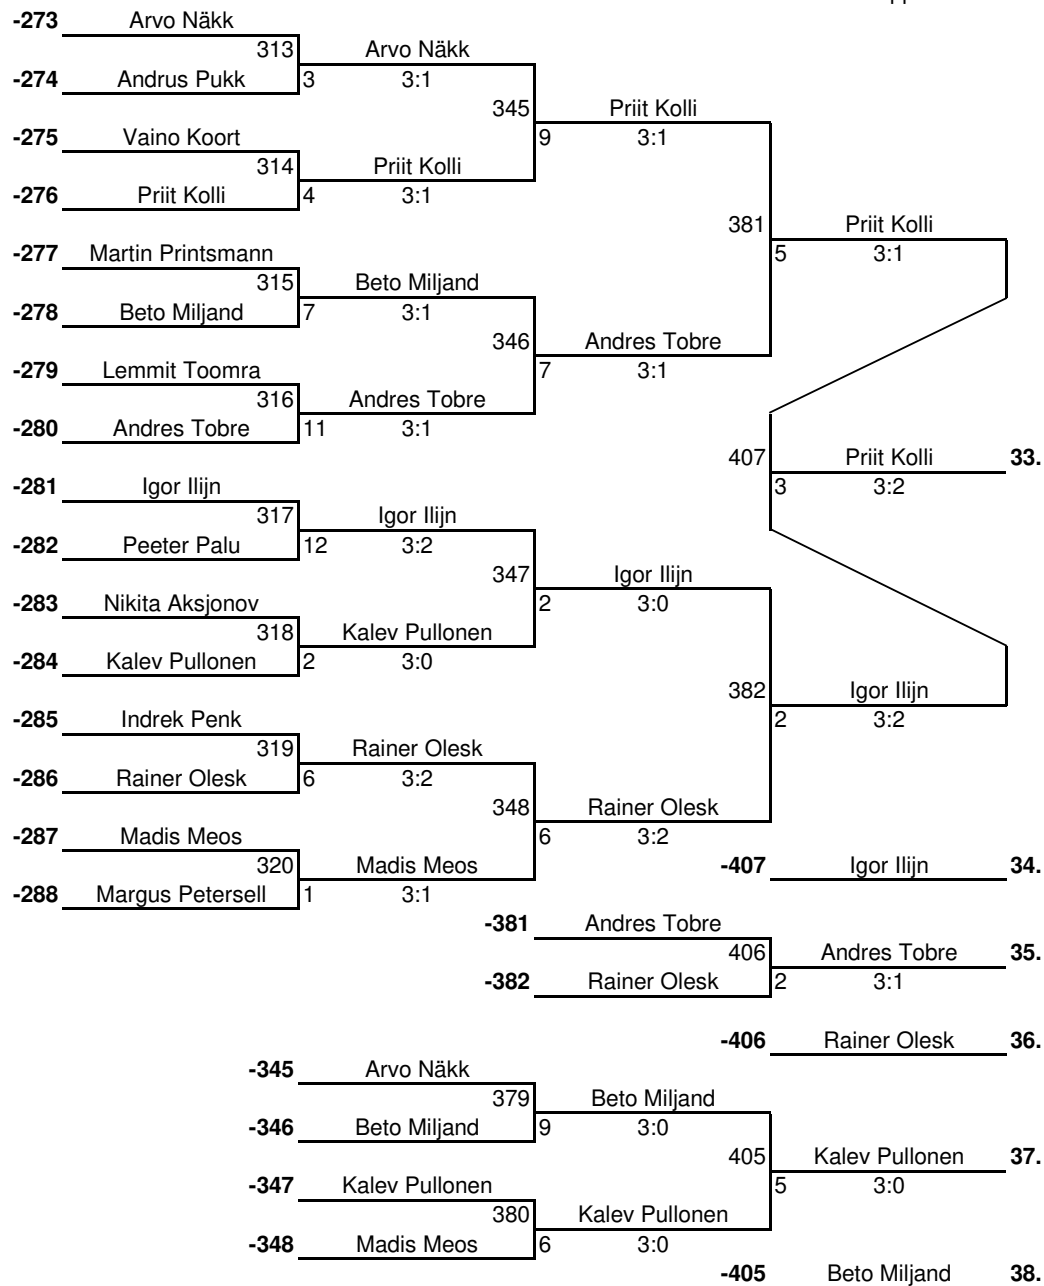 -273 Arvo Näkk
313 Arvo Näkk
-274 Andrus Pukk 3 3:1
345 Priit Kolli
-275 Vaino Koort 9 3:1
314 Priit Kolli
-276 Priit Kolli 4 3:1
381 Priit Kolli
-277 Martin Printsmann 5 3:1
315 Beto Miljand
-278 Beto Miljand 7 3:1
346 Andres Tobre
-279 Lemmit Toomra 7 3:1
316 Andres Tobre
-280 Andres Tobre 11 3:1
407 Priit Kolli 33.
-281 Igor Ilijn 3 3:2
317 Igor Ilijn
-282 Peeter Palu 12 3:2
347 Igor Ilijn
-283 Nikita Aksjonov 2 3:0
318 Kalev Pullonen
-284 Kalev Pullonen 2 3:0
382 Igor Ilijn
-285 Indrek Penk 2 3:2
319 Rainer Olesk
-286 Rainer Olesk 6 3:2
348 Rainer Olesk
-287 Madis Meos 6 3:2
320 Madis Meos -407 Igor Ilijn 34.
-288 Margus Petersell 1 3:1
-381 Andres Tobre
406 Andres Tobre 35.
-382 Rainer Olesk 2 3:1
-406 Rainer Olesk 36.
-345 Arvo Näkk
379 Beto Miljand
-346 Beto Miljand 9 3:0
405 Kalev Pullonen 37.
-347 Kalev Pullonen 5 3:0
380 Kalev Pullonen
-348 Madis Meos 6 3:0
-405 Beto Miljand 38.